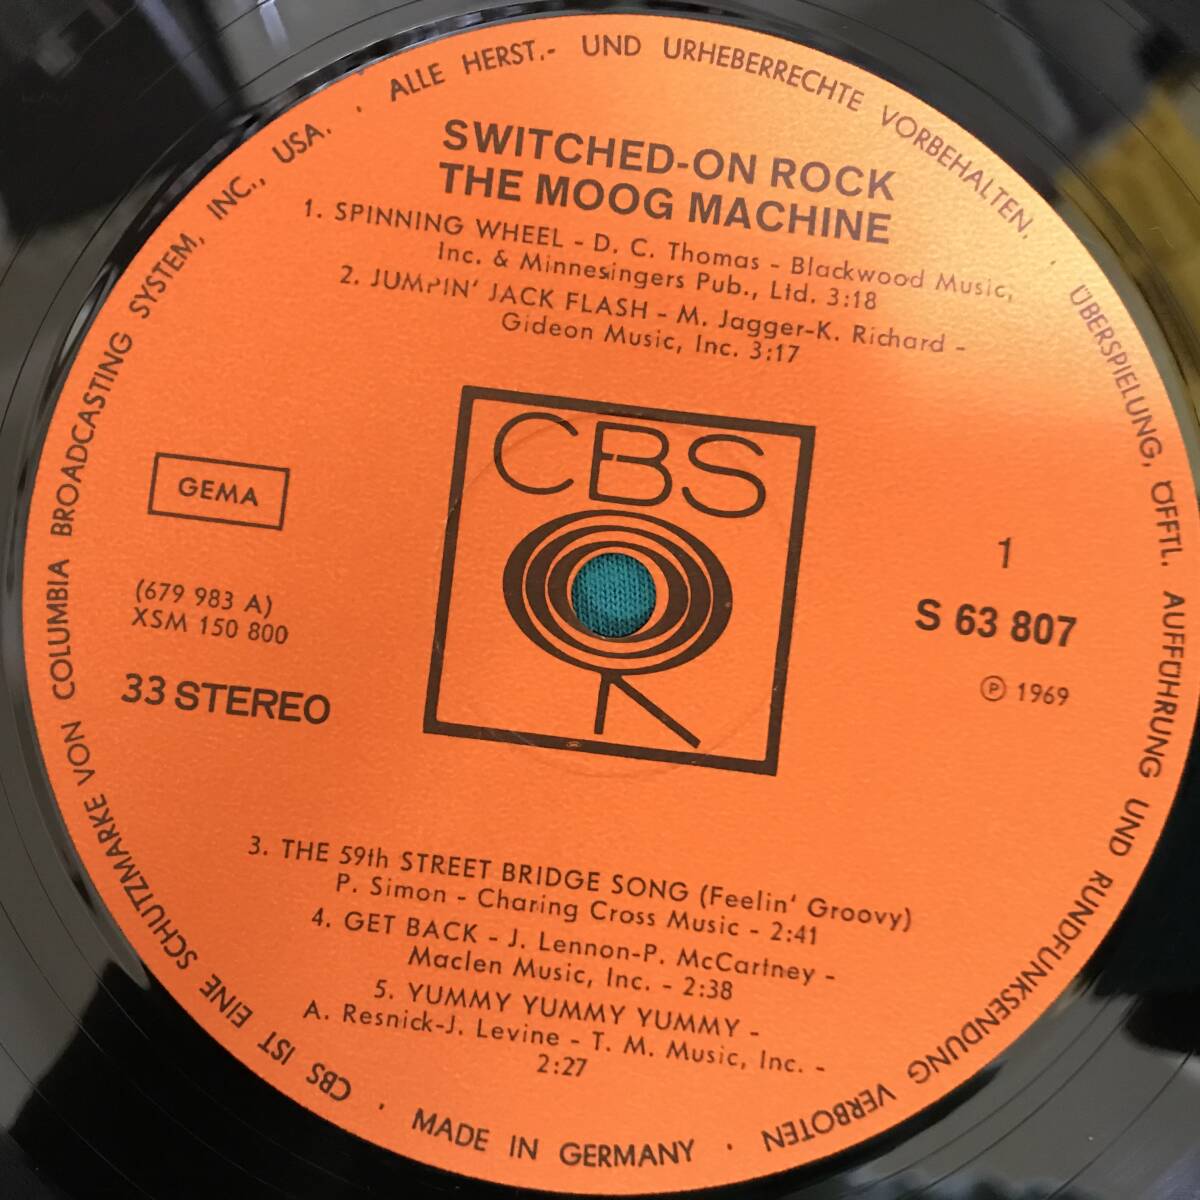 SWITCHED-ON ROCK
THE MOOG MACHINE
1. SPINNING WHEEL - D. C. Thomas - Blackwood Music,
Inc. & Minnesingers Pub., Ltd. 3:18
2. JUMPIN' JACK FLASH - M. Jagger-K. Richard -
Gideon Music, Inc. 3:17
CBS
GEMA
(679 983 A)
XSM 150 800
33 STEREO
1
S 63 807
℗ 1969
3. THE 59th STREET BRIDGE SONG (Feelin' Groovy)
P. Simon - Charing Cross Music - 2:41
4. GET BACK - J. Lennon-P. McCartney -
Maclen Music, Inc. - 2:38
5. YUMMY YUMMY YUMMY -
A. Resnick-J. Levine - T. M. Music, Inc. -
2:27
CBS IST EINE SCHUTZMARKE VON COLUMBIA BROADCASTING SYSTEM, INC., USA. · ALLE HERST.- UND URHEBERRECHTE VORBEHALTEN. ÜBERSPIELUNG, ÖFFTL. AUFFÜHRUNG UND RUNDFUNKSENDUNG VERBOTEN · MADE IN GERMANY ·